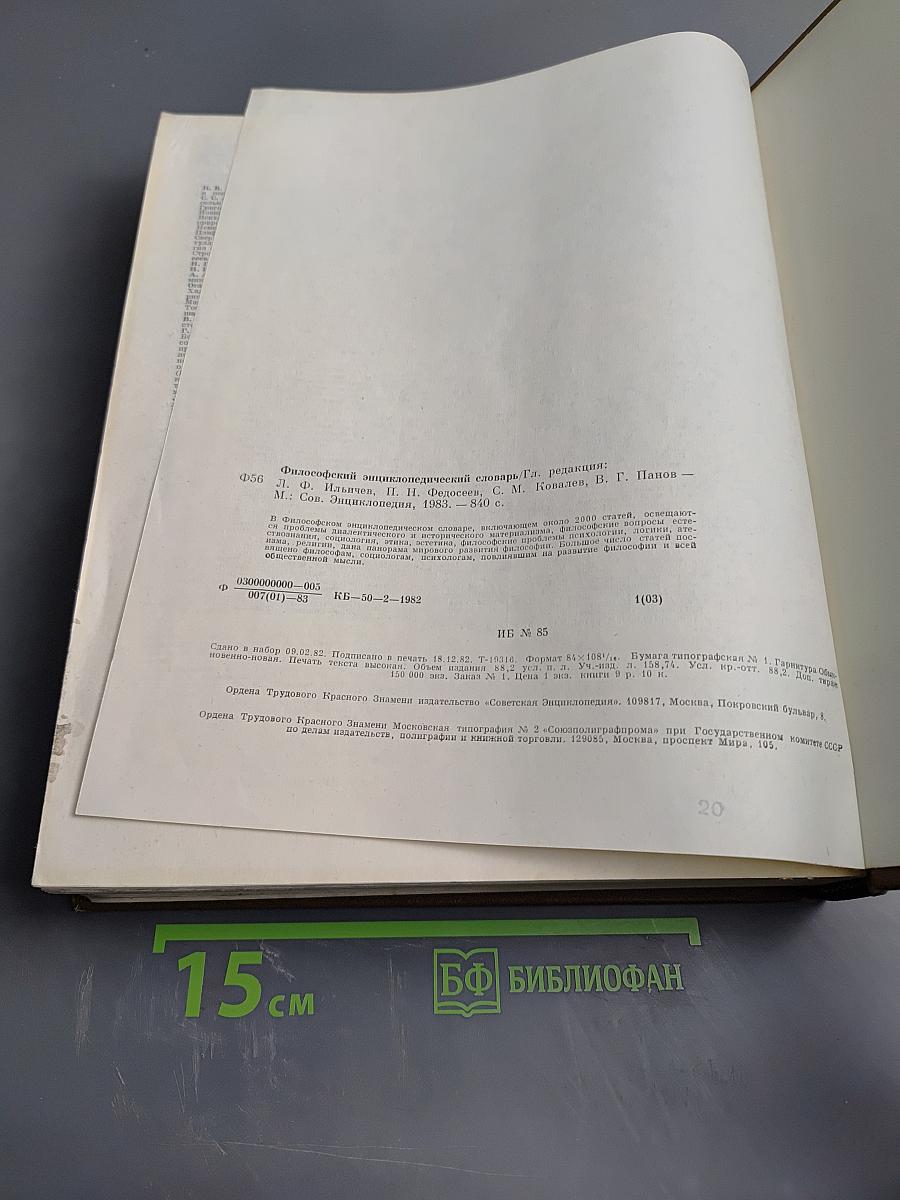 Ф56
Философский энциклопедический словарь/Гл. редакция:
Л. Ф. Ильичев, П. Н. Федосеев, С. М. Ковалев, В. Г. Панов —
М.: Сов. Энциклопедия, 1983. — 840 с.
В Философском энциклопедическом словаре, включающем около 2000 статей, освещают-
ся проблемы диалектического и исторического материализма, философские вопросы есте-
ствознания, социология, этика, эстетика, философские проблемы психологии, логики, ате-
изма, религии, дана панорама мирового развития философии. Большое число статей пос-
вящено философам, социологам, психологам, повлиявшим на развитие философии и всей
общественной мысли.
Ф 0300000000—005
007(01)—83 КБ—50—2—1982 1(03)
ИБ № 85
Сдано в набор 09.02.82. Подписано в печать 18.12.82. Т-19316. Формат 84×108¹/₁₆. Бумага типографская № 1. Гарнитура Обык-
новенно-новая. Печать текста высокая. Объем издания 88,2 усл. п. л. Уч.-изд. л. 158,74. Усл. кр.-отт. 88,2. Доп. тираж
150 000 экз. Заказ № 1. Цена 1 экз. книги 9 р. 10 к.
Ордена Трудового Красного Знамени издательство «Советская Энциклопедия». 109817, Москва, Покровский бульвар, 8.
Ордена Трудового Красного Знамени Московская типография № 2 «Союзполиграфпрома» при Государственном комитете СССР
по делам издательств, полиграфии и книжной торговли. 129085, Москва, проспект Мира, 105.
20
15 см
БФ БИБЛИОФАН